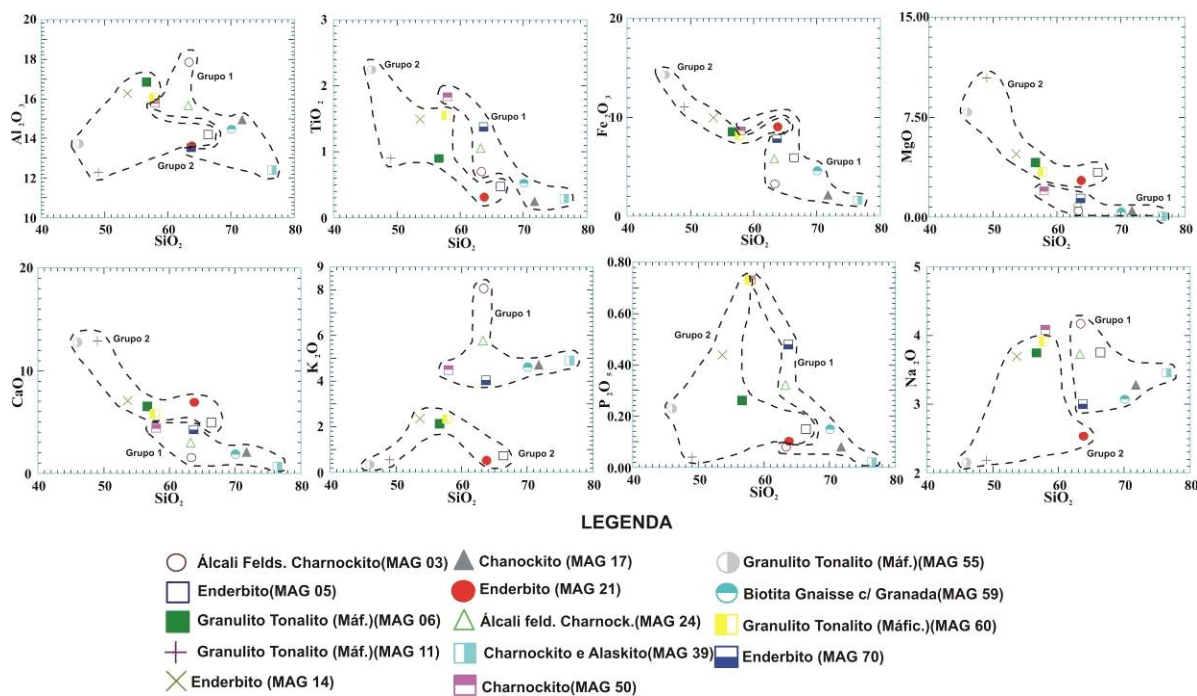 Al₂O₃
20
18
16
14
12
10
40
50
60
70
80
SiO₂
Grupo 1
Grupo 2
TiO₂
3
2
1
0
40
50
60
70
80
SiO₂
Grupo 2
Grupo 1
Fe₂O₃
20
10
0
40
50
60
70
80
SiO₂
Grupo 2
Grupo 1
MgO
15.00
7.50
0.00
40
50
60
70
80
SiO₂
Grupo 2
Grupo 1
CaO
20
10
0
40
50
60
70
80
SiO₂
Grupo 2
Grupo 1
K₂O
9
8
6
4
2
0
40
50
60
70
80
SiO₂
Grupo 1
Grupo 2
P₂O₅
0.80
0.60
0.40
0.20
0.00
40
50
60
70
80
SiO₂
Grupo 2
Grupo 1
Na₂O
5
4
3
2
40
50
60
70
80
SiO₂
Grupo 1
Grupo 2
LEGENDA
Álcali Felds. Charnockito(MAG 03)
Chanockito (MAG 17)
Granulito Tonalito (Máf.)(MAG 55)
Enderbito(MAG 05)
Enderbito (MAG 21)
Biotita Gnaisse c/ Granada(MAG 59)
Granulito Tonalito (Máf.)(MAG 06)
Álcali feld. Charnock.(MAG 24)
Granulito Tonalito (Máfic.)(MAG 60)
Granulito Tonalito (Máf.)(MAG 11)
Charnockito e Alaskito(MAG 39)
Enderbito (MAG 70)
Enderbito (MAG 14)
Charnockito(MAG 50)